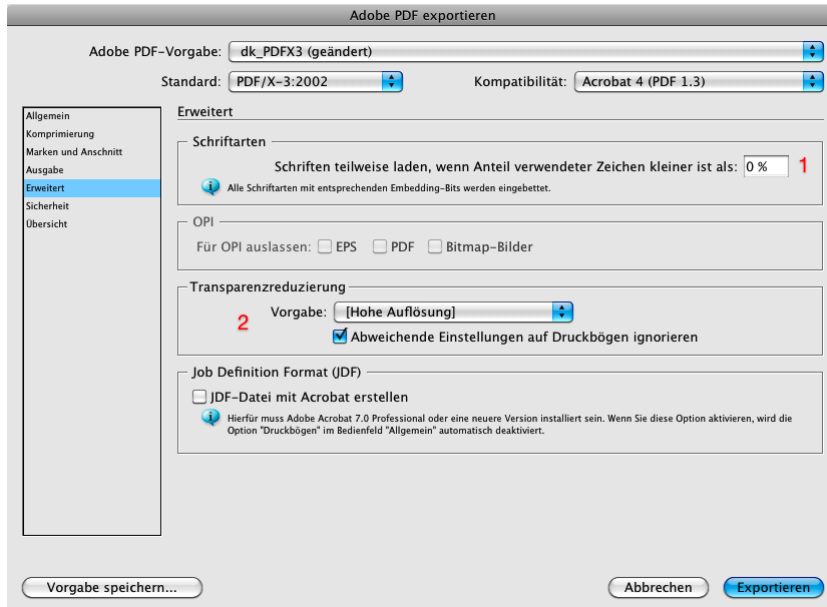 Adobe PDF exportieren
Adobe PDF-Vorgabe: dk_PDFX3 (geändert)
Standard: PDF/X-3:2002 Kompatibilität: Acrobat 4 (PDF 1.3)
Allgemein
Komprimierung
Marken und Anschnitt
Ausgabe
Erweitert
Sicherheit
Übersicht
Erweitert
Schriftarten
Schriften teilweise laden, wenn Anteil verwendeter Zeichen kleiner ist als: 0 % 1
Alle Schriftarten mit entsprechenden Embedding-Bits werden eingebettet.
OPI
Für OPI auslassen: EPS PDF Bitmap-Bilder
Transparenzreduzierung
Vorgabe: [Hohe Auflösung]
2
Abweichende Einstellungen auf Druckbögen ignorieren
Job Definition Format (JDF)
JDF-Datei mit Acrobat erstellen
Hierfür muss Adobe Acrobat 7.0 Professional oder eine neuere Version installiert sein. Wenn Sie diese Option aktivieren, wird die
Option "Druckbögen" im Bedienfeld "Allgemein" automatisch deaktiviert.
Vorgabe speichern... Abbrechen Exportieren